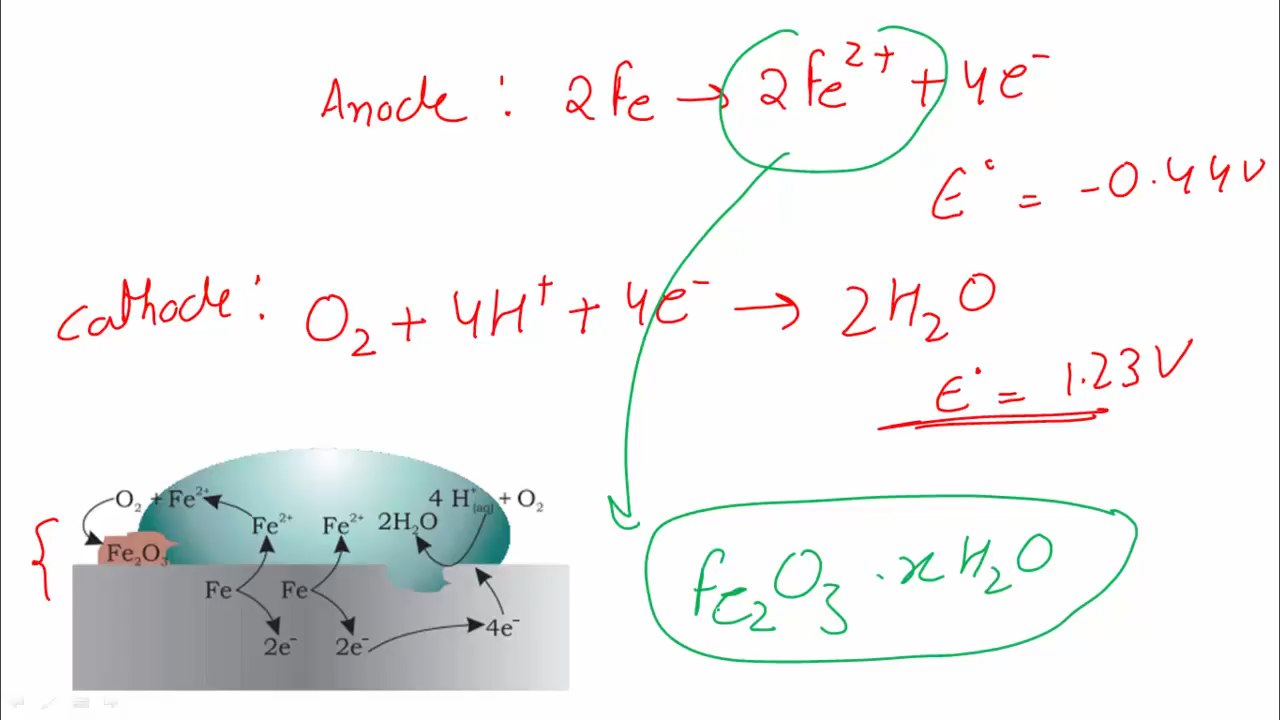 Anode : 2Fe → 2Fe²⁺ + 4e⁻
E° = -0.44V
Cathode : O₂ + 4H⁺ + 4e⁻ → 2H₂O
E° = 1.23V
O₂ + Fe²⁺
4 H⁺(aq) + O₂
Fe²⁺ Fe²⁺ 2H₂O
Fe₂O₃
Fe Fe
2e⁻ 2e⁻ 4e⁻
Fe₂O₃ . x H₂O